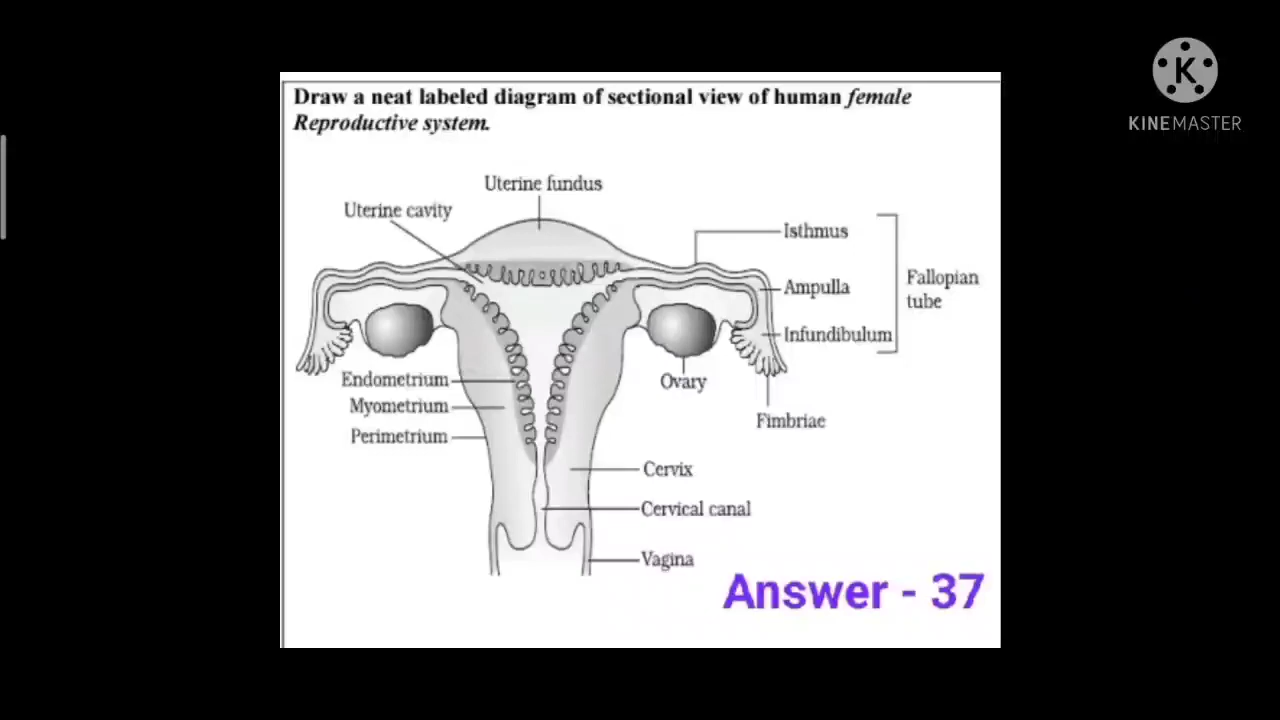 Draw a neat labeled diagram of sectional view of human female
Reproductive system.
Uterine fundus
Uterine cavity
Isthmus
Ampulla
Infundibulum
Fallopian
tube
Endometrium
Myometrium
Perimetrium
Ovary
Fimbriae
Cervix
Cervical canal
Vagina
Answer - 37
K
KINEMASTER